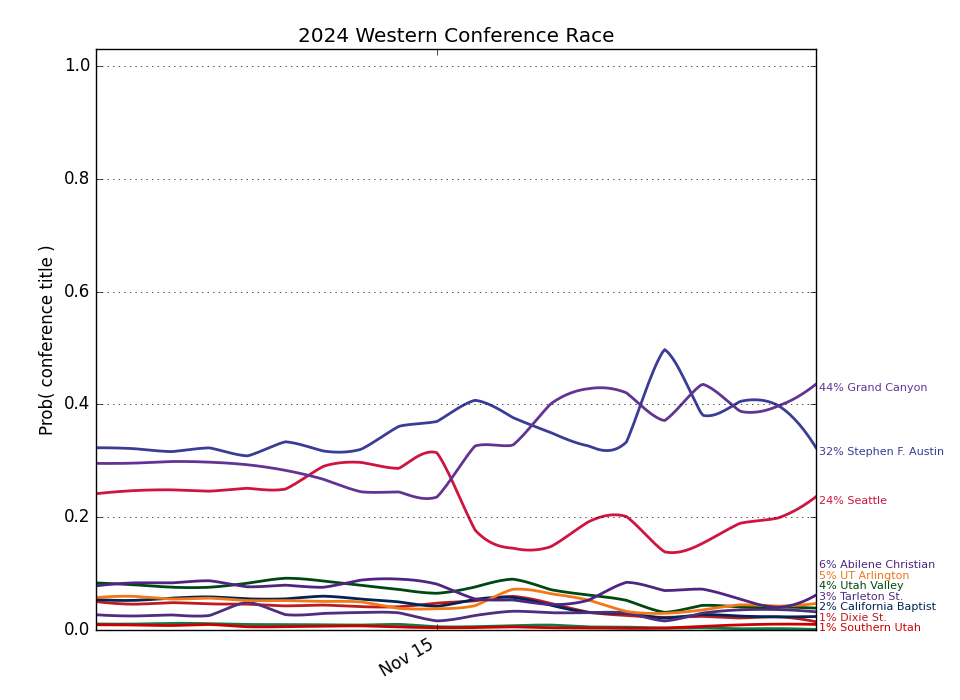 2024 Western Conference Race
Prob( conference title )
1.0
0.8
0.6
0.4
0.2
0.0
Nov 15
44% Grand Canyon
32% Stephen F. Austin
24% Seattle
6% Abilene Christian
5% UT Arlington
4% Utah Valley
3% Tarleton St.
2% California Baptist
1% Dixie St.
1% Southern Utah